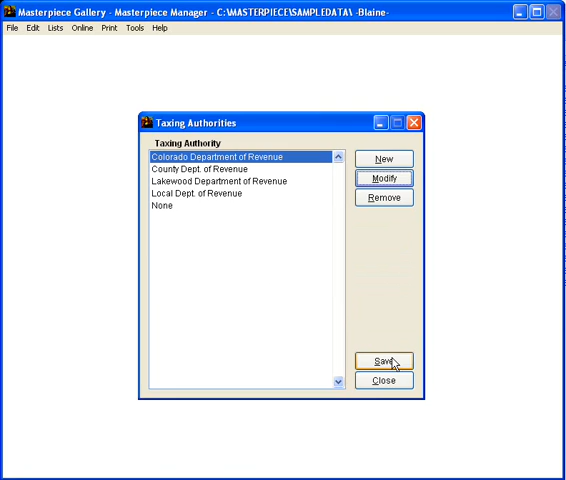 Masterpiece Gallery - Masterpiece Manager - C:\MASTERPIECE\SAMPLEDATA\ -Blaine-
File Edit Lists Online Print Tools Help
Taxing Authorities
Taxing Authority
Colorado Department of Revenue
County Dept. of Revenue
Lakewood Department of Revenue
Local Dept. of Revenue
None
New
Modify
Remove
Save
Close